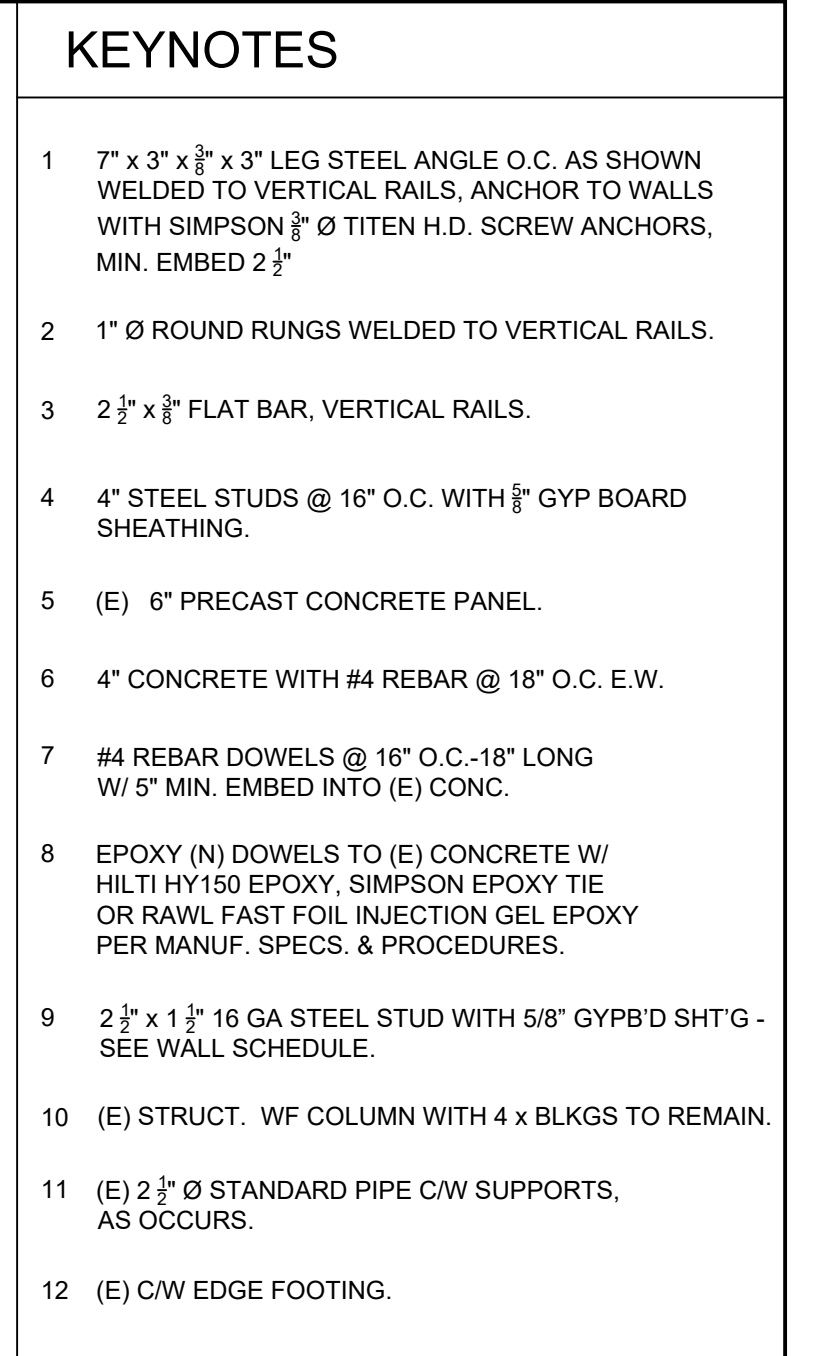 KEYNOTES
1 7" x 3" x 3/8" x 3" LEG STEEL ANGLE O.C. AS SHOWN
WELDED TO VERTICAL RAILS, ANCHOR TO WALLS
WITH SIMPSON 3/8" Ø TITEN H.D. SCREW ANCHORS,
MIN. EMBED 2 1/2"
2 1" Ø ROUND RUNGS WELDED TO VERTICAL RAILS.
3 2 1/2" x 3/8" FLAT BAR, VERTICAL RAILS.
4 4" STEEL STUDS @ 16" O.C. WITH 5/8" GYP BOARD
SHEATHING.
5 (E) 6" PRECAST CONCRETE PANEL.
6 4" CONCRETE WITH #4 REBAR @ 18" O.C. E.W.
7 #4 REBAR DOWELS @ 16" O.C.-18" LONG
W/ 5" MIN. EMBED INTO (E) CONC.
8 EPOXY (N) DOWELS TO (E) CONCRETE W/
HILTI HY150 EPOXY, SIMPSON EPOXY TIE
OR RAWL FAST FOIL INJECTION GEL EPOXY
PER MANUF. SPECS. & PROCEDURES.
9 2 1/2" x 1 1/2" 16 GA STEEL STUD WITH 5/8” GYPB'D SHT'G -
SEE WALL SCHEDULE.
10 (E) STRUCT. WF COLUMN WITH 4 x BLKGS TO REMAIN.
11 (E) 2 1/2" Ø STANDARD PIPE C/W SUPPORTS,
AS OCCURS.
12 (E) C/W EDGE FOOTING.